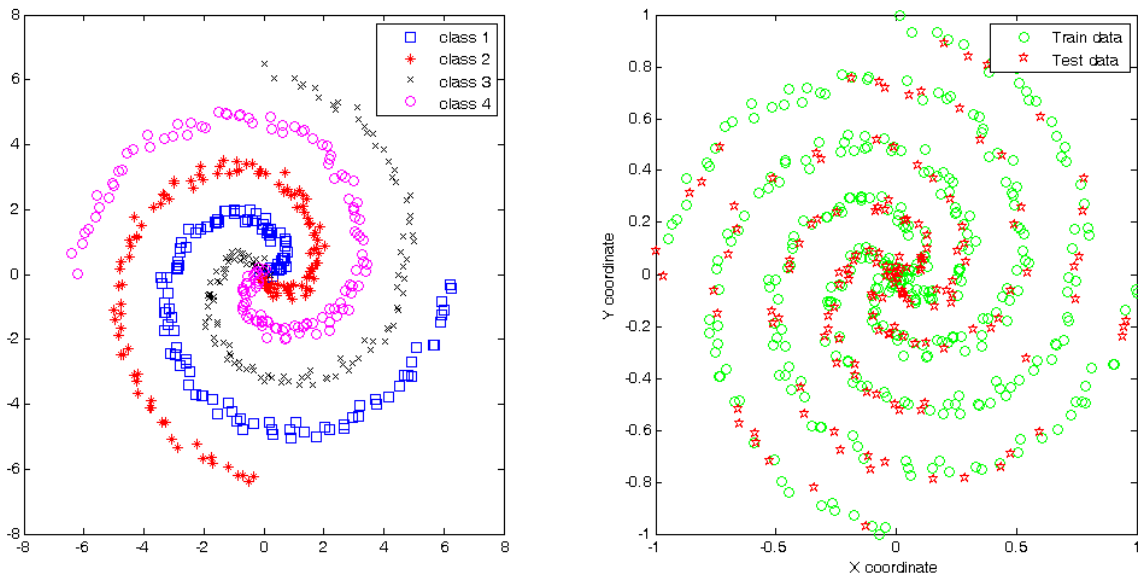 8
6
4
2
0
-2
-4
-6
-8
-8 -6 -4 -2 0 2 4 6 8
class 1
class 2
class 3
class 4
1
0.8
0.6
0.4
0.2
0
-0.2
-0.4
-0.6
-0.8
-1
-1 -0.5 0 0.5 1
Y coordinate
X coordinate
Train data
Test data